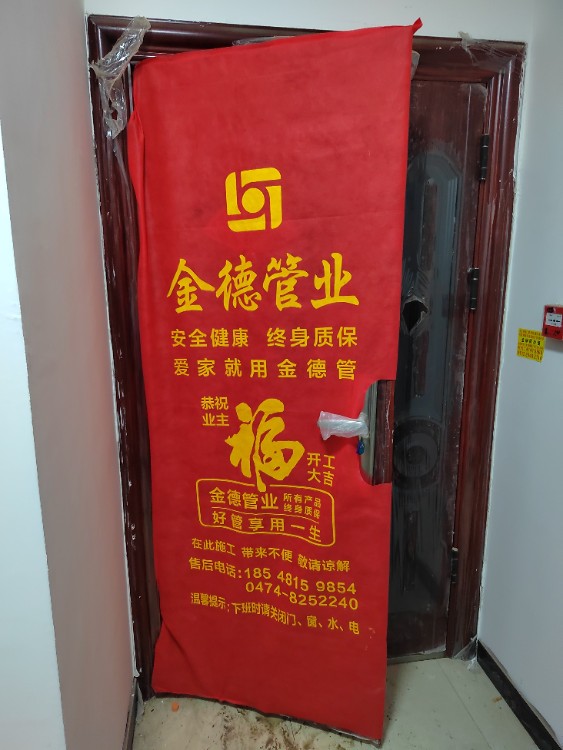 金德管业
安全健康 终身质保
爱家就用金德管
恭祝
业主
福
开工
大吉
金德管业 所有产品
终身质保
好管享用一生
在此施工 带来不便 敬请谅解
售后电话:185 4815 9854
0474-8252240
温馨提示:下班时请关闭门、窗、水、电